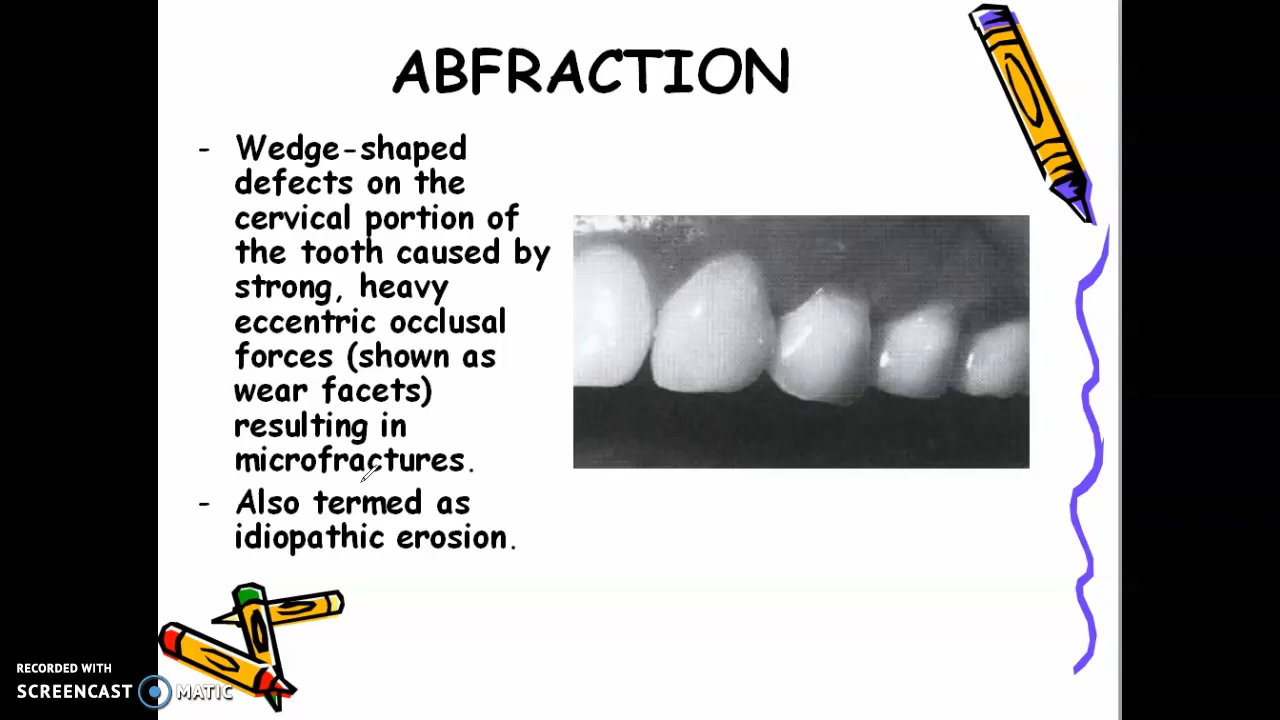 ABFRACTION
- Wedge-shaped
defects on the
cervical portion of
the tooth caused by
strong, heavy
eccentric occlusal
forces (shown as
wear facets)
resulting in
microfractures.
- Also termed as
idiopathic erosion.
RECORDED WITH
SCREENCAST MATIC